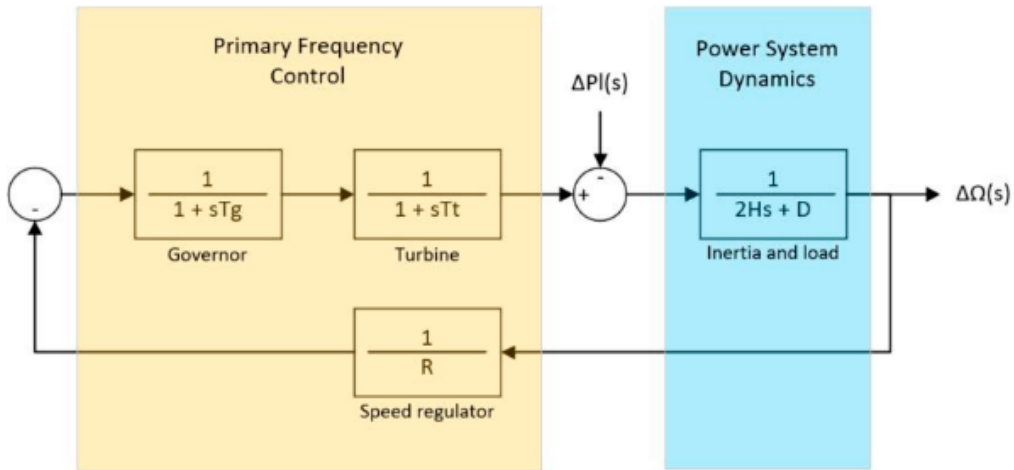 Primary Frequency
Control
Power System
Dynamics
ΔPl(s)
-
1
1 + sTg
Governor
1
1 + sTt
Turbine
+
-
1
2Hs + D
Inertia and load
ΔΩ(s)
1
R
Speed regulator